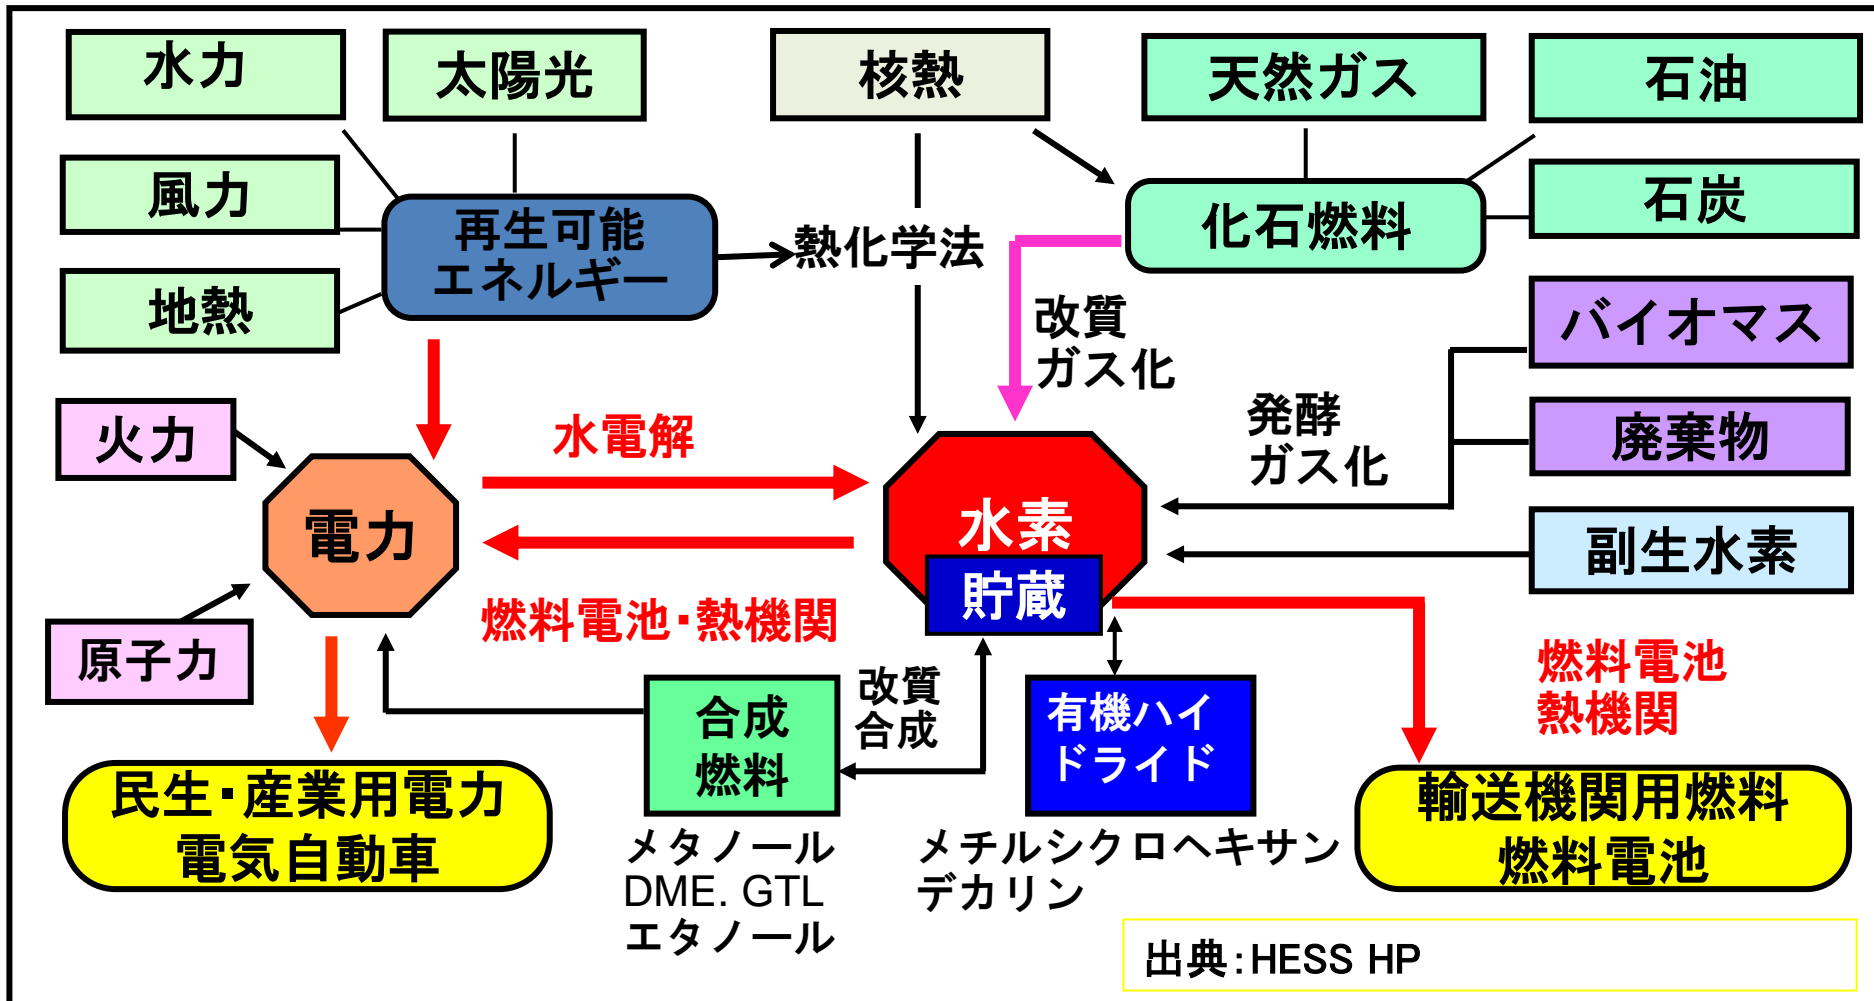 水力
太陽光
核熱
天然ガス
石油
風力
再生可能
エネルギー
熱化学法
化石燃料
石炭
地熱
改質
ガス化
バイオマス
火力
水電解
発酵
ガス化
廃棄物
電力
水素
貯蔵
副生水素
燃料電池・熱機関
原子力
改質
合成
合成
燃料
有機ハイ
ドライド
燃料電池
熱機関
民生・産業用電力
電気自動車
輸送機関用燃料
燃料電池
メタノール
DME. GTL
エタノール
メチルシクロヘキサン
デカリン
出典：HESS HP